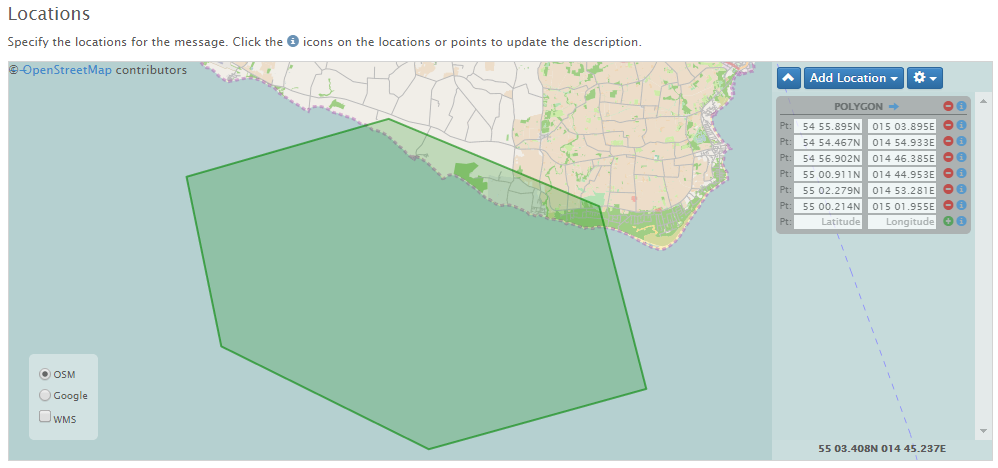 Locations
Specify the locations for the message. Click the icons on the locations or points to update the description.
© OpenStreetMap contributors
Add Location
POLYGON
Pt: 54 55.895N 015 03.895E
Pt: 54 54.467N 014 54.933E
Pt: 54 56.902N 014 46.385E
Pt: 55 00.911N 014 44.953E
Pt: 55 02.279N 014 53.281E
Pt: 55 00.214N 015 01.955E
Pt: Latitude Longitude
OSM
Google
WMS
55 03.408N 014 45.237E